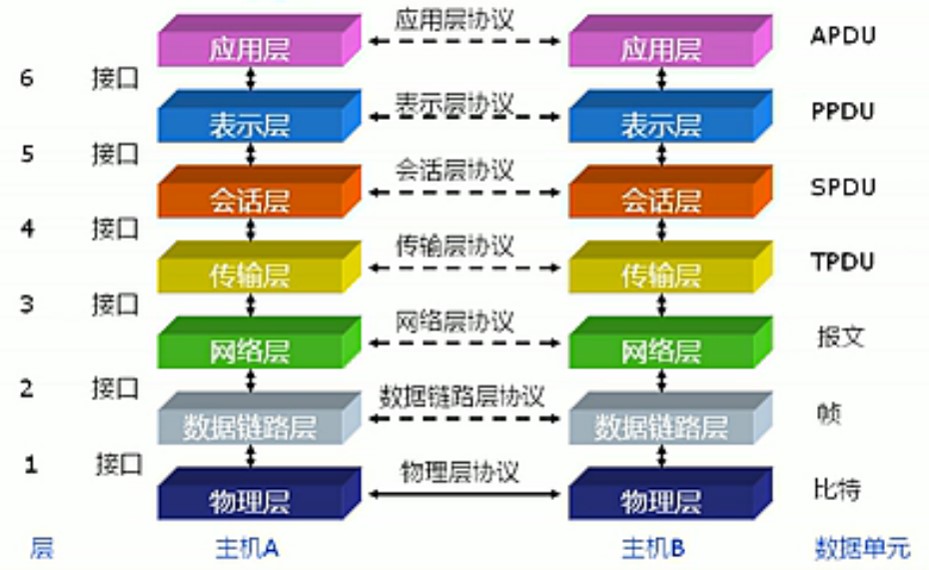 应用层协议
应用层 应用层 APDU
6 接口
表示层协议
表示层 表示层 PPDU
5 接口
会话层协议
会话层 会话层 SPDU
4 接口
传输层协议
传输层 传输层 TPDU
3 接口
网络层协议
网络层 网络层 报文
2 接口
数据链路层协议
数据链路层 数据链路层 帧
1 接口
物理层协议
物理层 物理层 比特
层 主机A 主机B 数据单元